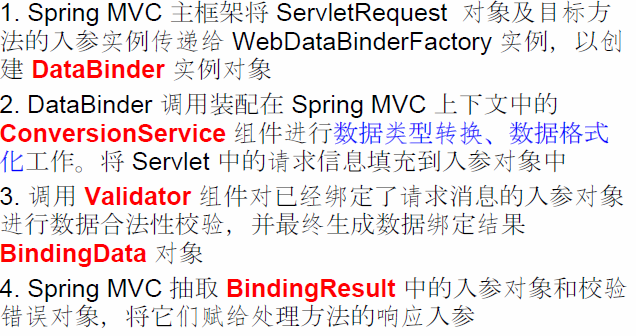 1. Spring MVC 主框架将 ServletRequest 对象及目标方
法的入参实例传递给 WebDataBinderFactory 实例，以创
建 DataBinder 实例对象
2. DataBinder 调用装配在 Spring MVC 上下文中的
ConversionService 组件进行数据类型转换、数据格式
化工作。将 Servlet 中的请求信息填充到入参对象中
3. 调用 Validator 组件对已经绑定了请求消息的入参对象
进行数据合法性校验，并最终生成数据绑定结果
BindingData 对象
4. Spring MVC 抽取 BindingResult 中的入参对象和校验
错误对象，将它们赋给处理方法的响应入参